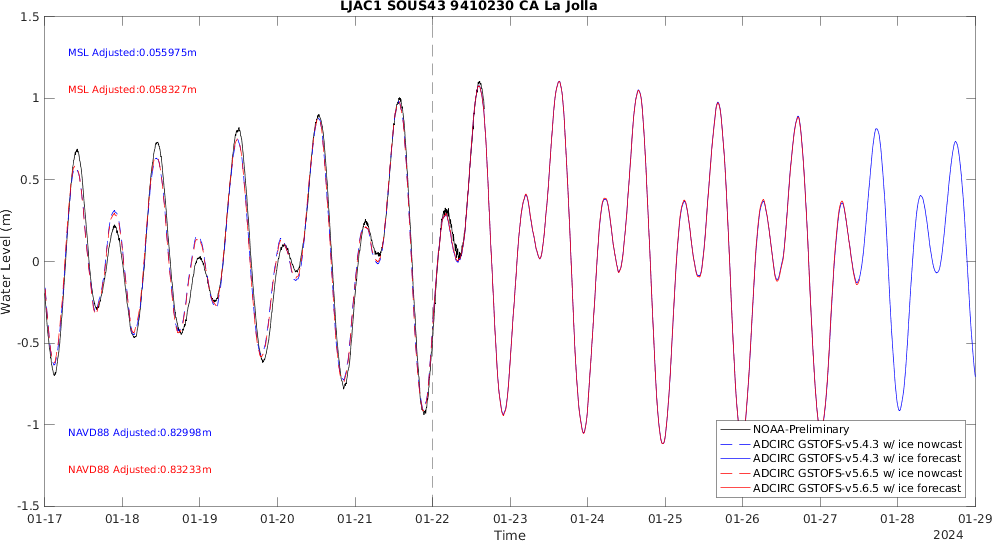 LJAC1 SOUS43 9410230 CA La Jolla
1.5
MSL Adjusted:0.055975m
1
MSL Adjusted:0.058327m
0.5
0
Water Level (m)
-0.5
-1
NAVD88 Adjusted:0.82998m
NAVD88 Adjusted:0.83233m
-1.5
NOAA-Preliminary
ADCIRC GSTOFS-v5.4.3 w/ ice nowcast
ADCIRC GSTOFS-v5.4.3 w/ ice forecast
ADCIRC GSTOFS-v5.6.5 w/ ice nowcast
ADCIRC GSTOFS-v5.6.5 w/ ice forecast
01-17 01-18 01-19 01-20 01-21 01-22 01-23 01-24 01-25 01-26 01-27 01-28 01-29
Time
2024